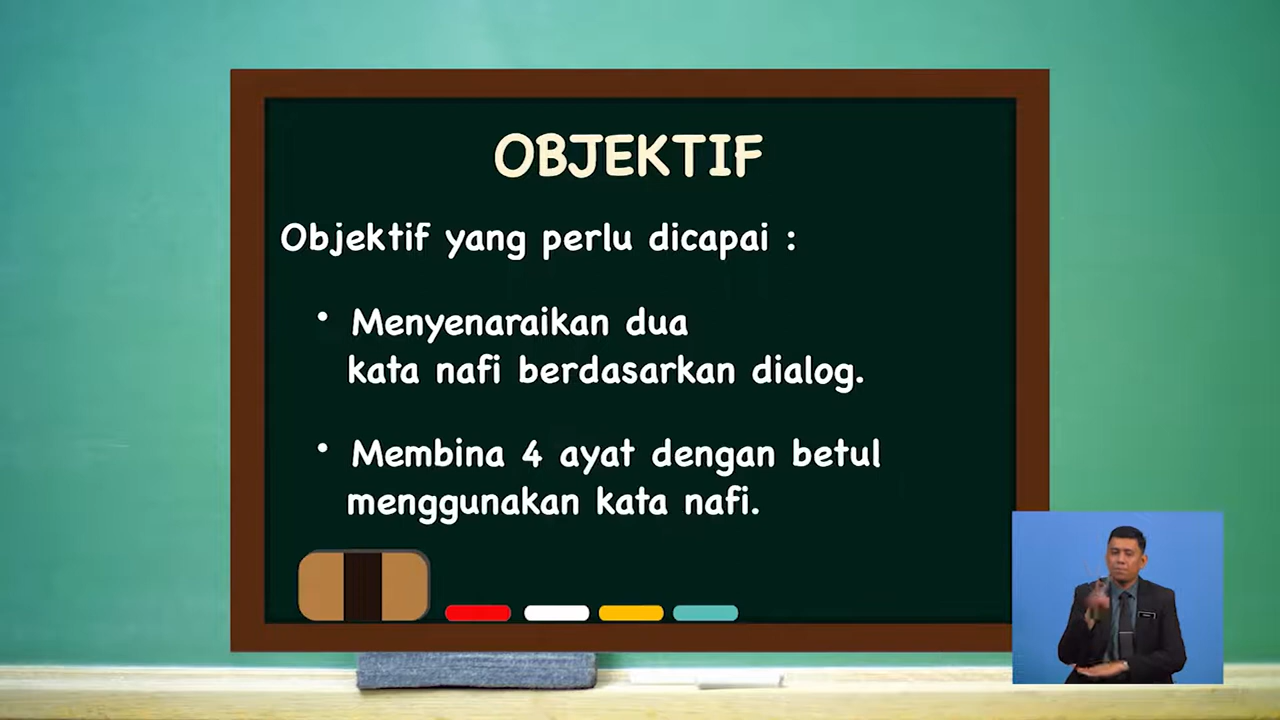 OBJEKTIF
Objektif yang perlu dicapai :
• Menyenaraikan dua
kata nafi berdasarkan dialog.
• Membina 4 ayat dengan betul
menggunakan kata nafi.